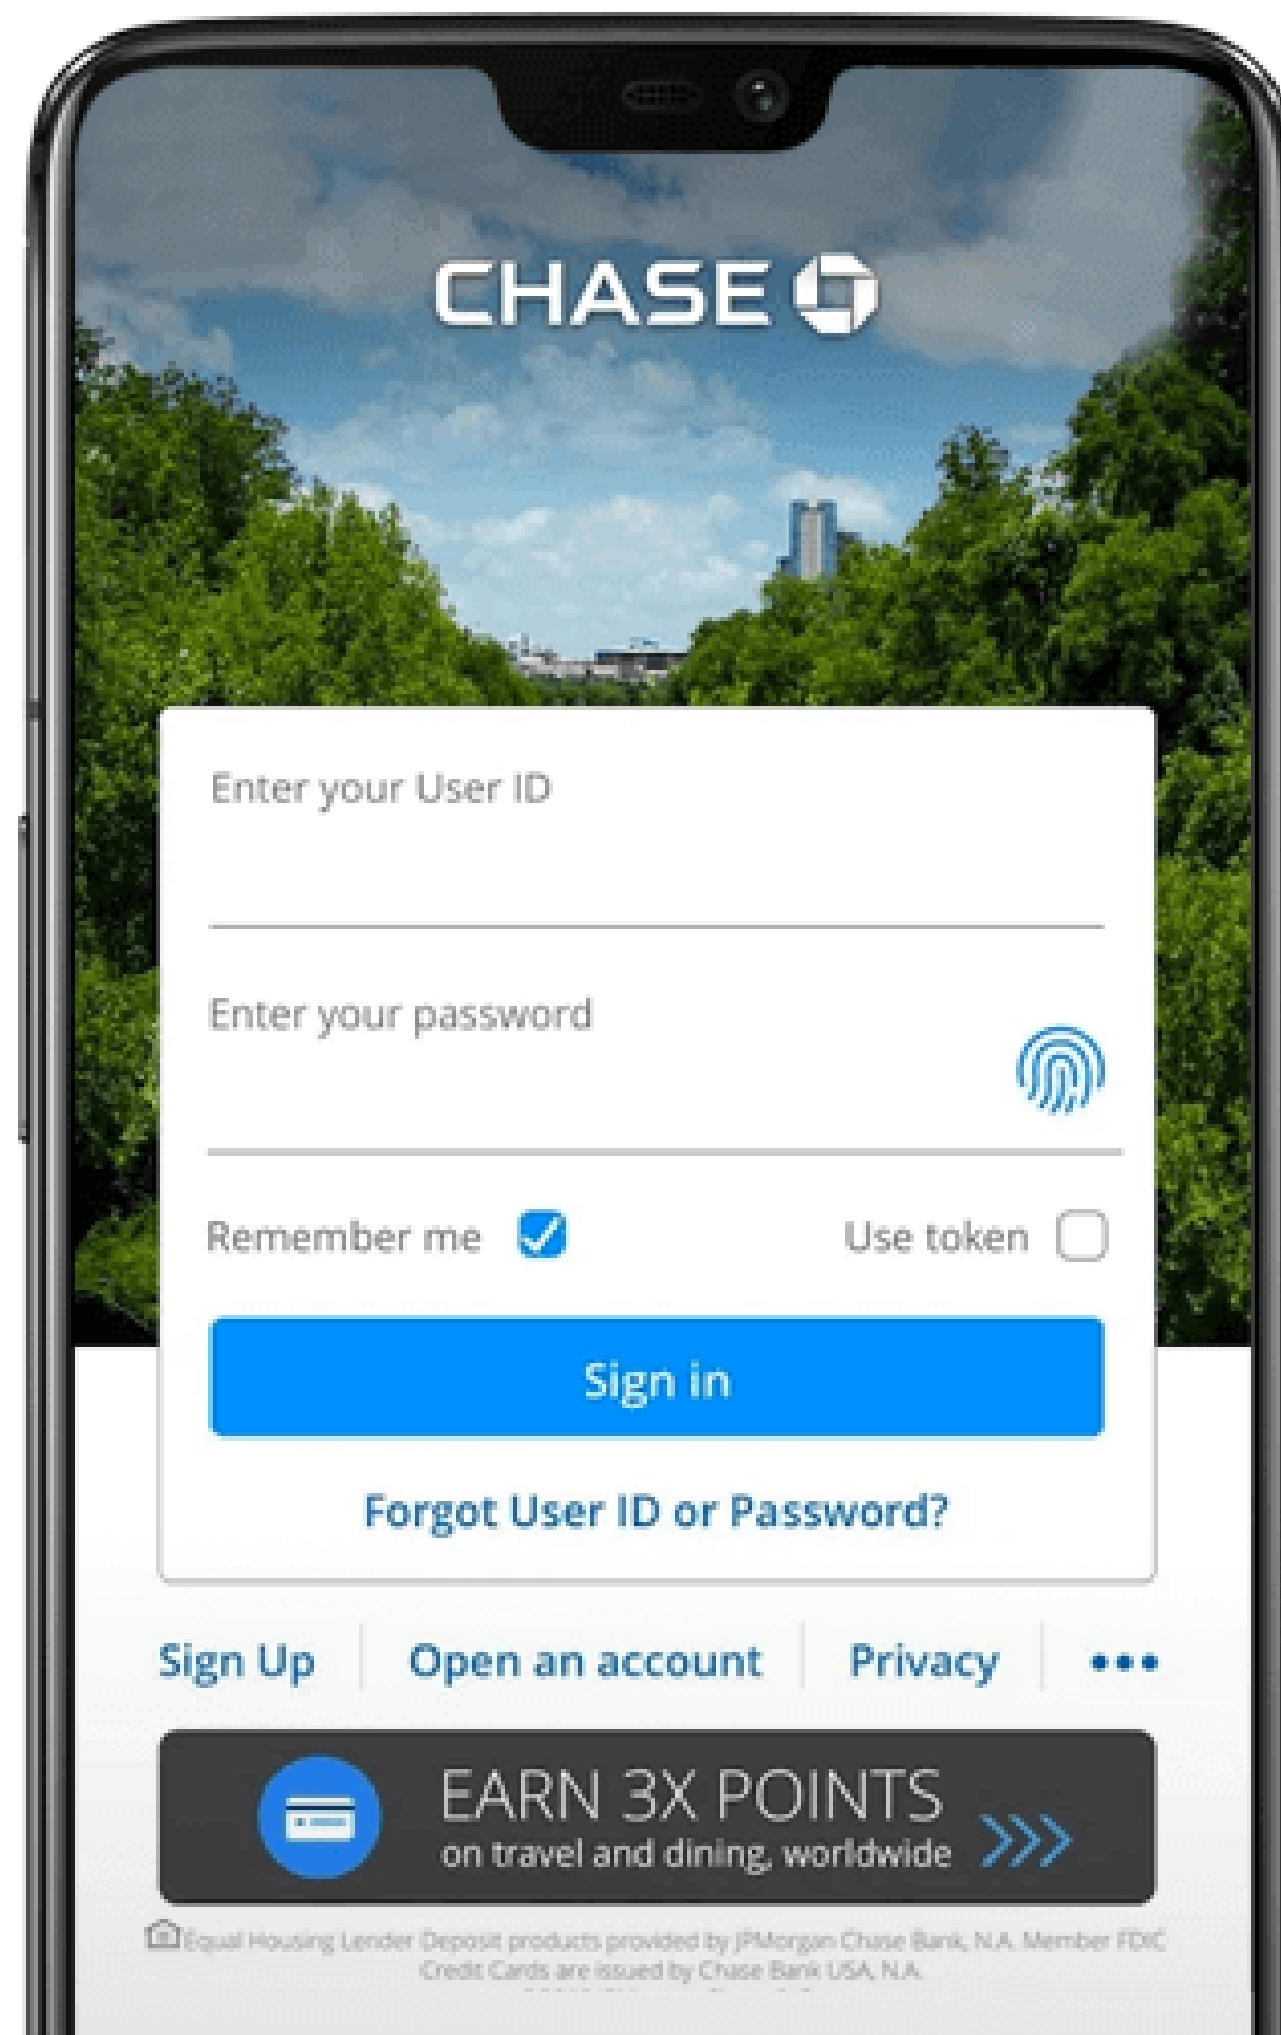 CHASE
Enter your User ID
Enter your password
Remember me Use token
Sign in
Forgot User ID or Password?
Sign Up Open an account Privacy
EARN 3X POINTS
on travel and dining, worldwide
Equal Housing Lender Deposit products provided by JPMorgan Chase Bank, N.A. Member FDIC
Credit Cards are issued by Chase Bank USA, N.A.